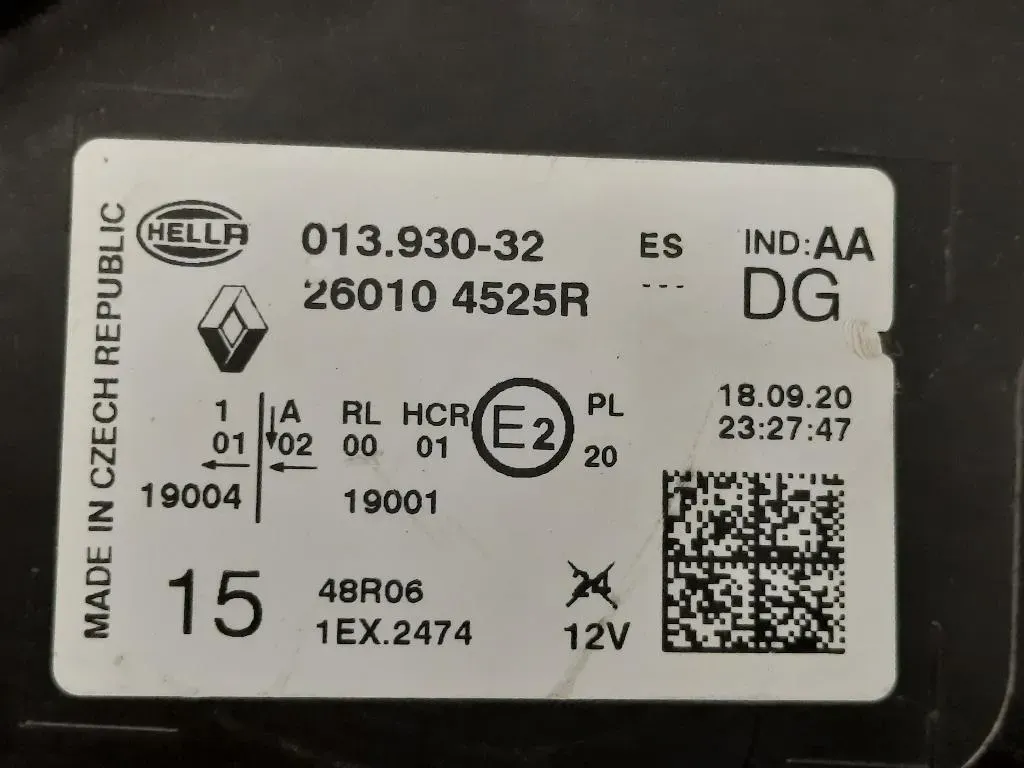 MADE IN CZECH REPUBLIC
HELLA
013.930-32
ES
IND:AA
26010 4525R
---
DG
1
A
RL
HCR
E2
PL
18.09.20
01
02
00
01
20
23:27:47
19004
19001
15
48R06
24
1EX.2474
12V